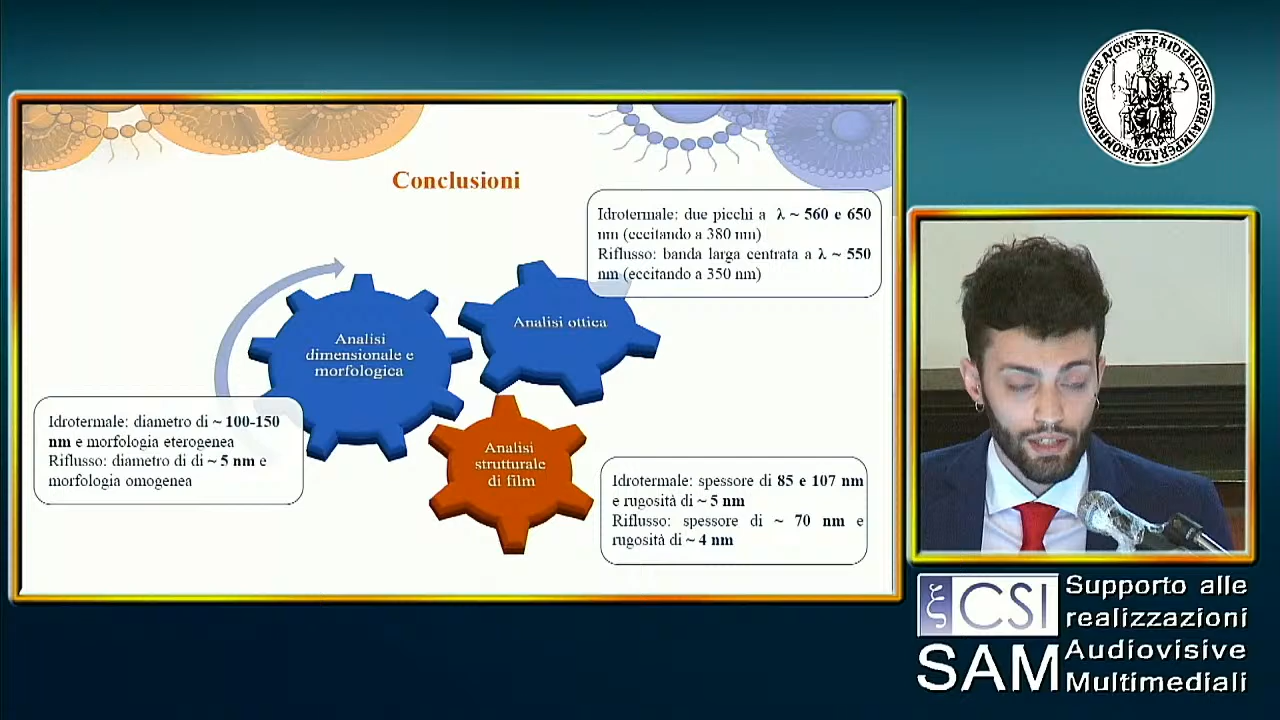 Conclusioni
Idrotermale: due picchi a λ ~ 560 e 650
nm (eccitando a 380 nm)
Riflusso: banda larga centrata a λ ~ 550
nm (eccitando a 350 nm)
Analisi ottica
Analisi
dimensionale e
morfologica
Idrotermale: diametro di ~ 100-150
nm e morfologia eterogenea
Riflusso: diametro di di ~ 5 nm e
morfologia omogenea
Analisi
strutturale
di film
Idrotermale: spessore di 85 e 107 nm
e rugosità di ~ 5 nm
Riflusso: spessore di ~ 70 nm e
rugosità di ~ 4 nm
CSI
SAM
Supporto alle
realizzazioni
Audiovisive
Multimediali